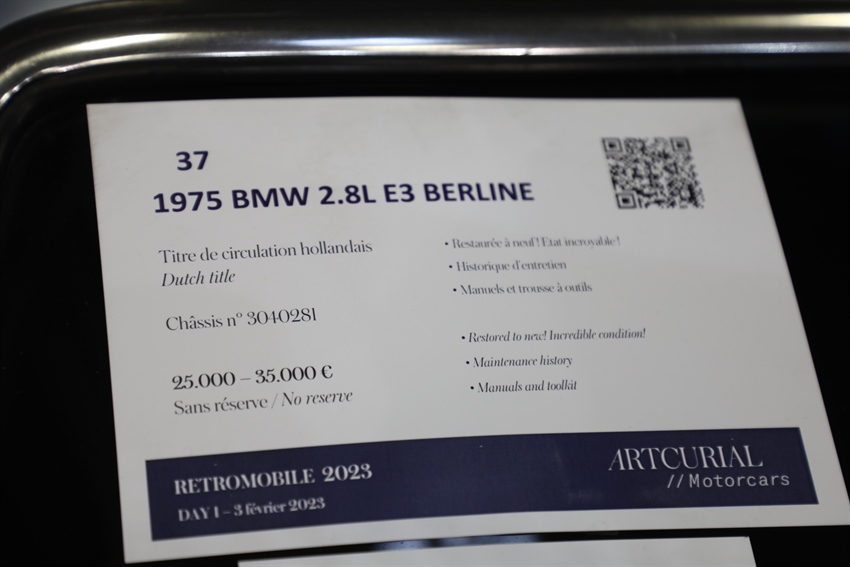 37
1975 BMW 2.8L E3 BERLINE
Titre de circulation hollandais
Dutch title
Châssis n° 3040281
25.000 – 35.000 €
Sans réserve / No reserve
• Restaurée à neuf! Etat incroyable!
• Historique d'entretien
• Manuels et trousse à outils
• Restored to new! Incredible condition!
• Maintenance history
• Manuals and toolkit
RETROMOBILE 2023
DAY 1 – 3 février 2023
ARTCURIAL
// Motorcars